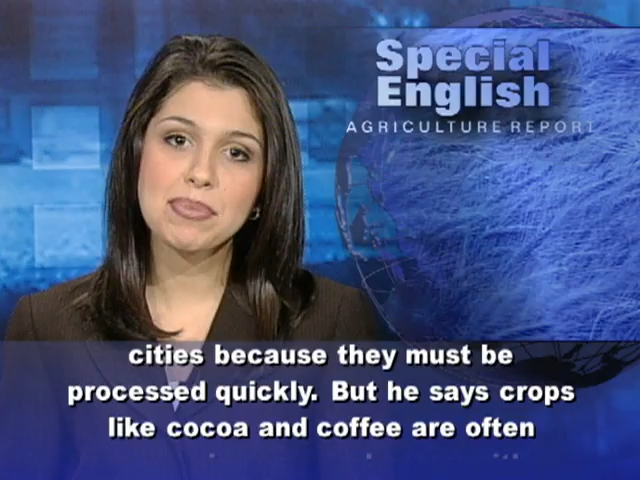 Special
English
AGRICULTURE REPORT
cities because they must be
processed quickly. But he says crops
like cocoa and coffee are often